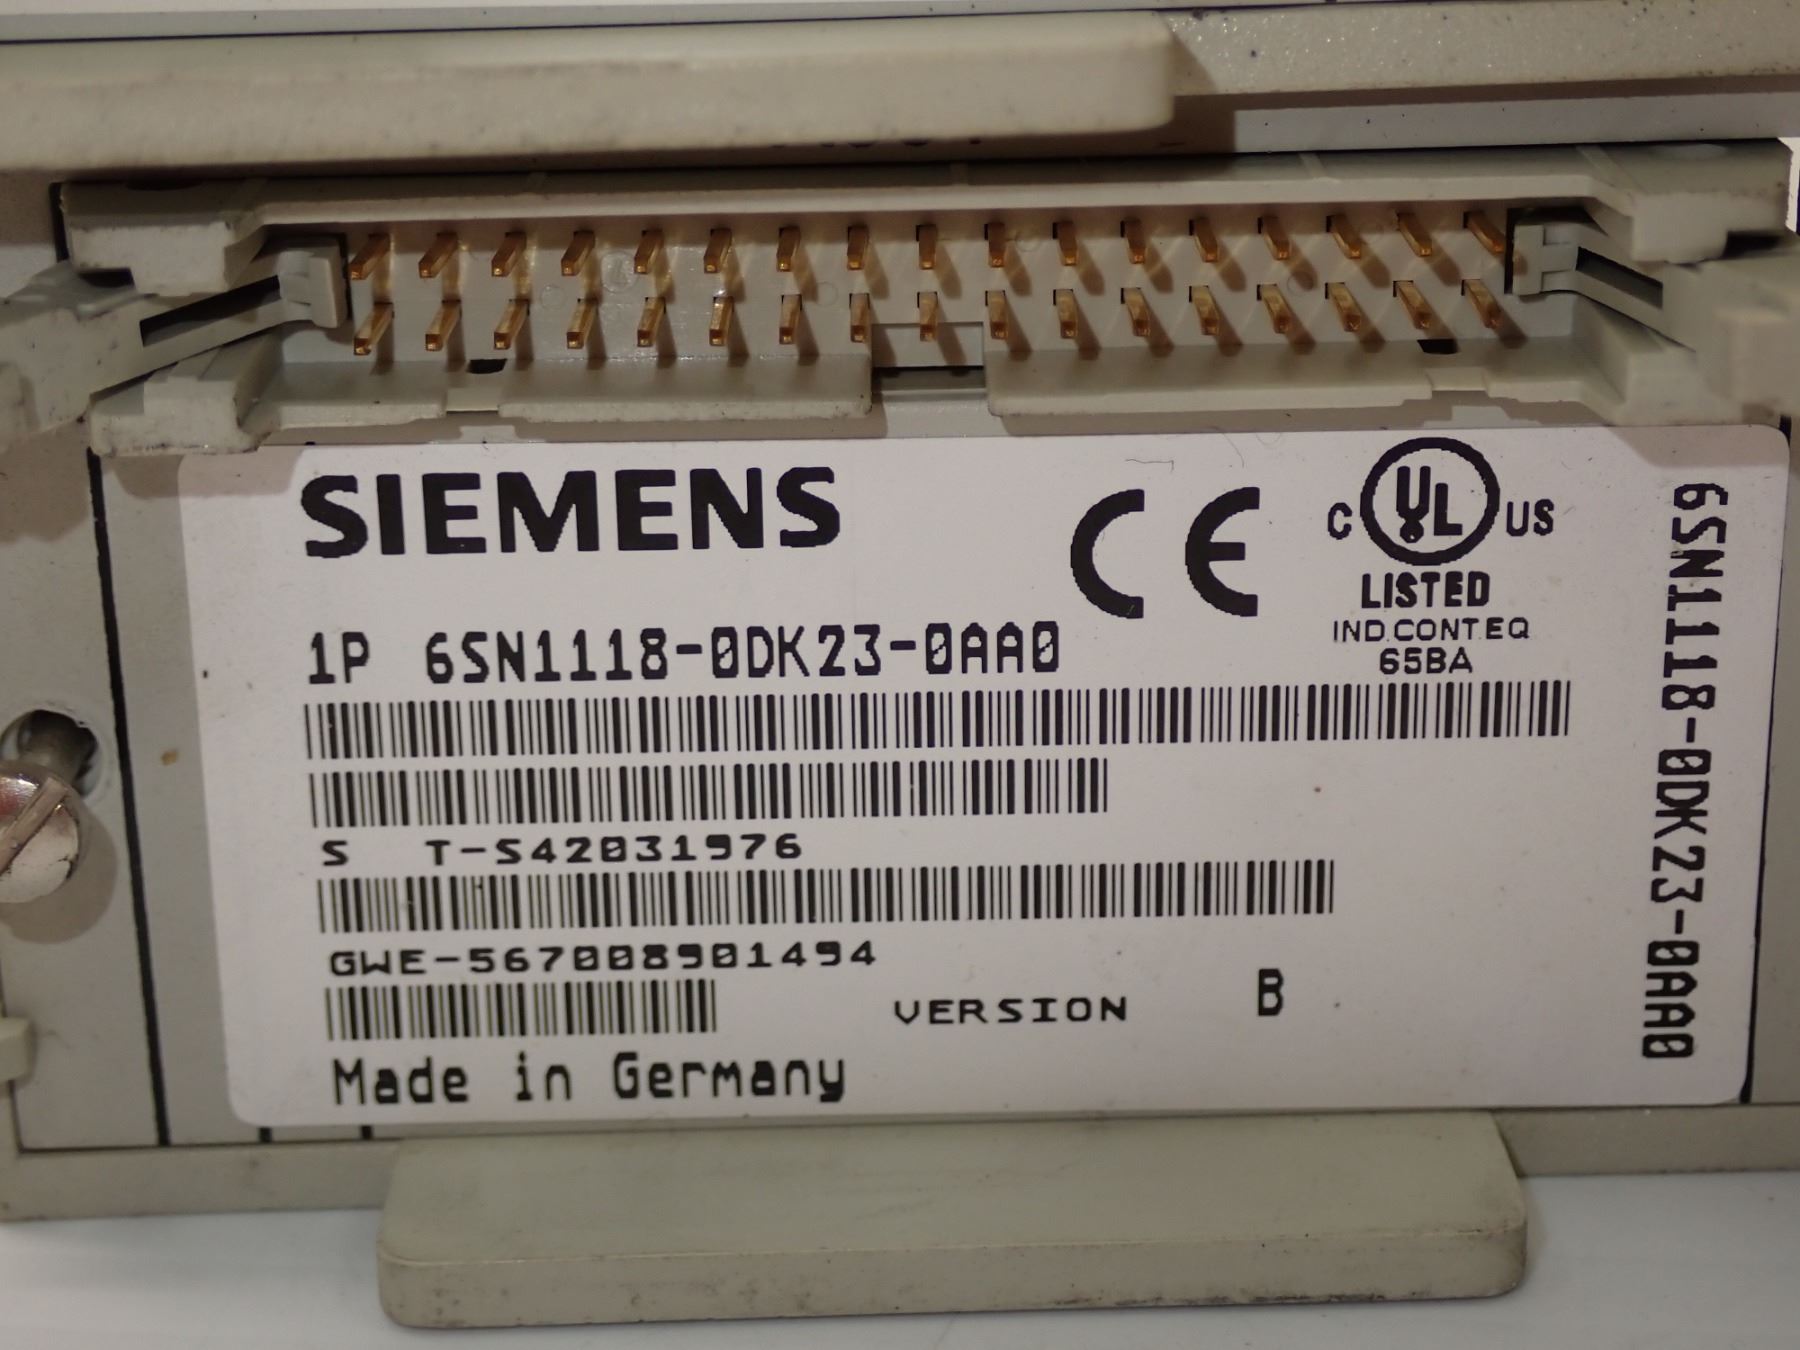 SIEMENS
C UL US
LISTED
IND.CONT.EQ
65BA
1P 6SN1118-0DK23-0AA0
S T-S42031976
GWE-567008901494
VERSION B
Made in Germany
6SN1118-0DK23-0AA0